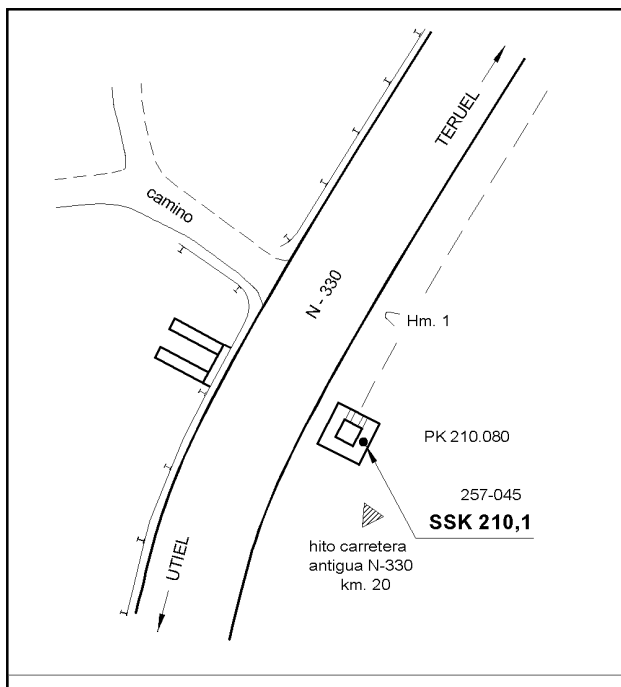 TERUEL
camino
N - 330
Hm. 1
PK 210.080
257-045
SSK 210,1
hito carretera
antigua N-330
km. 20
UTIEL